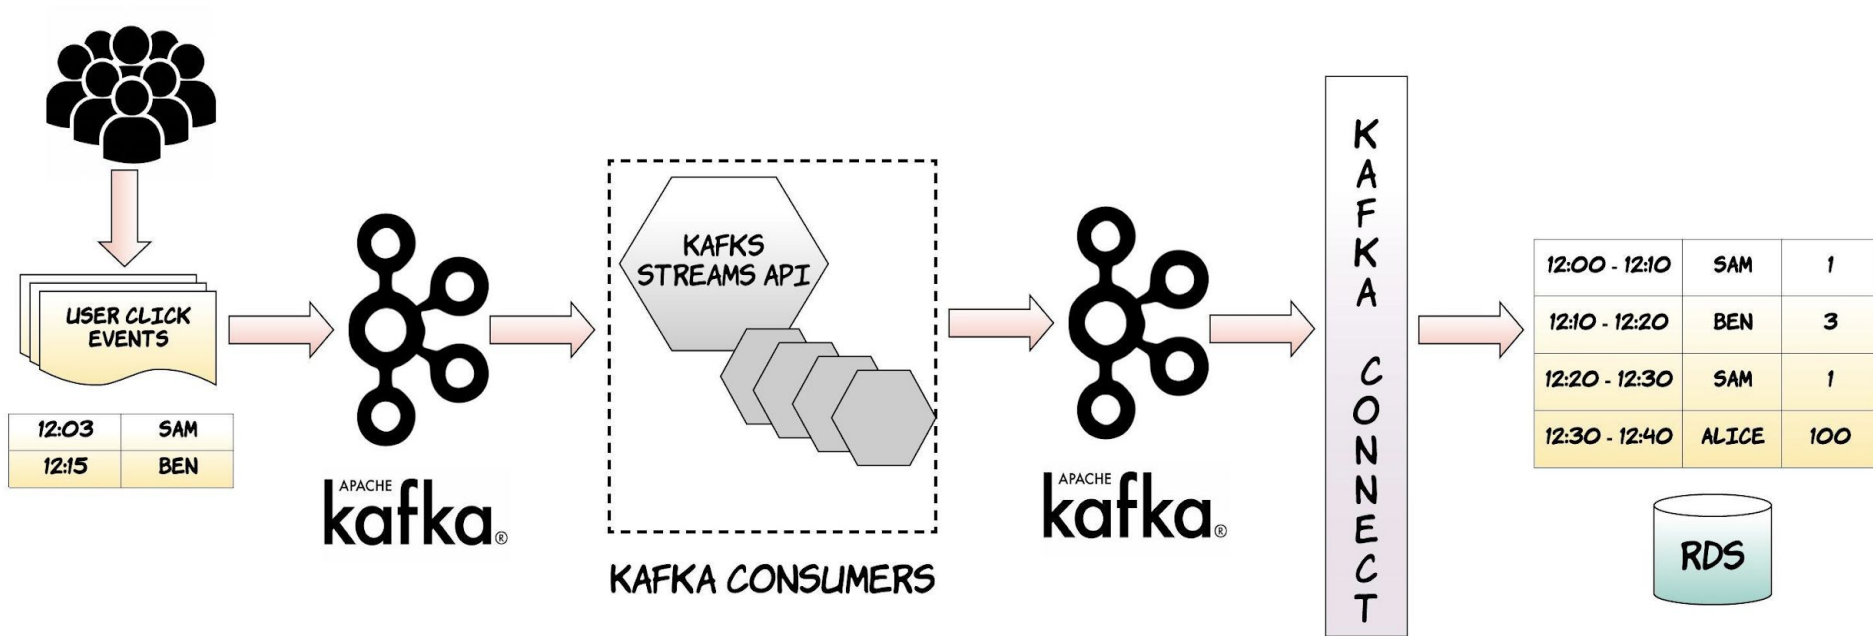 USER CLICK
EVENTS
12:03 SAM
12:15 BEN
APACHE
kafka®
KAFKS
STREAMS API
KAFKA CONSUMERS
APACHE
kafka®
KAFKA CONNECT
12:00 - 12:10 SAM 1
12:10 - 12:20 BEN 3
12:20 - 12:30 SAM 1
12:30 - 12:40 ALICE 100
RDS